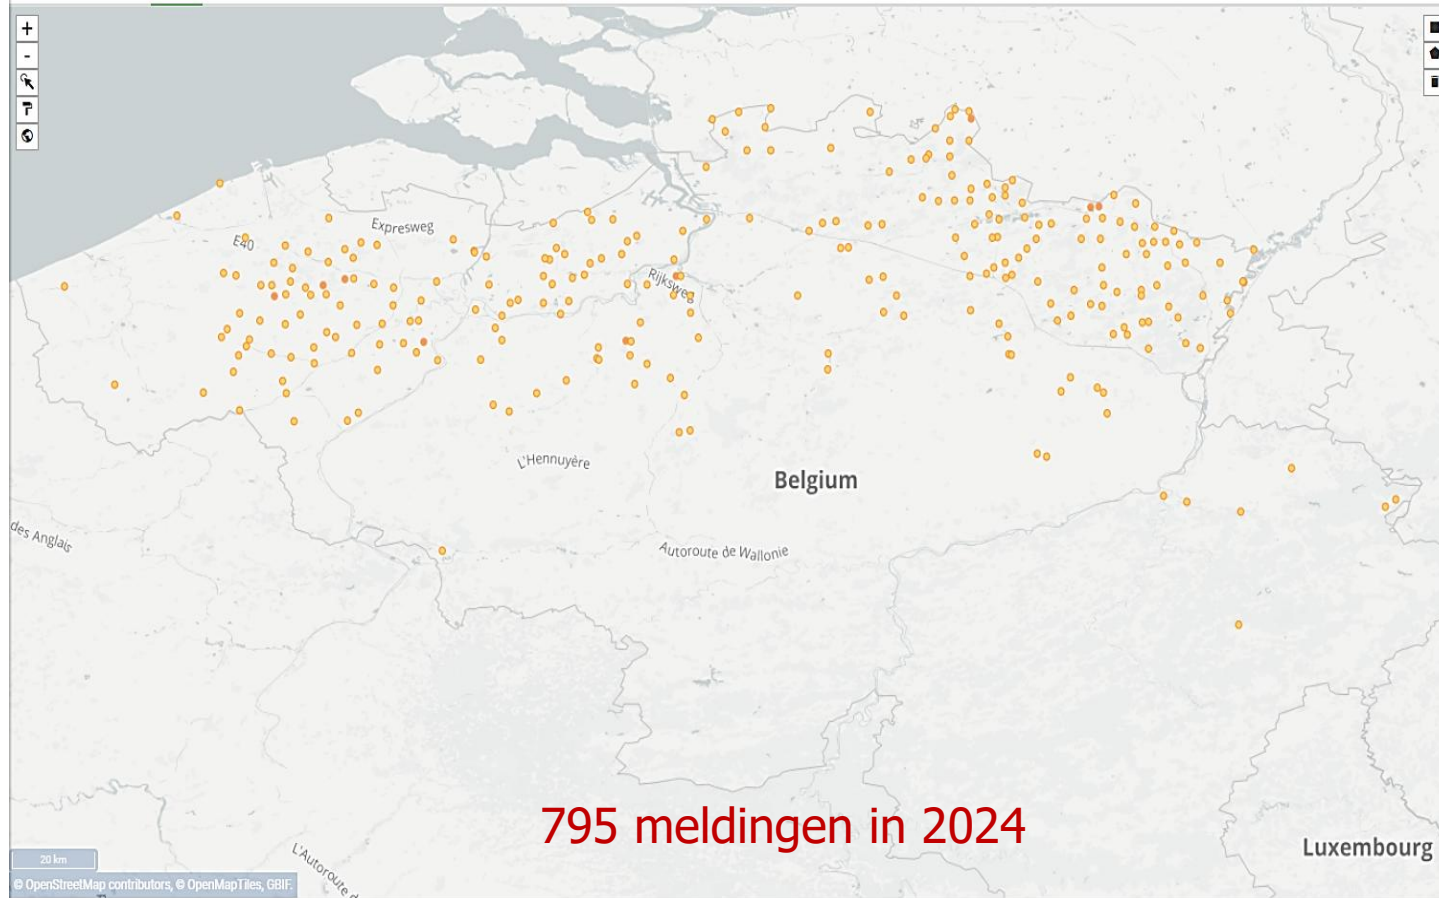 +
-
Expresweg
E40
Rijksweg
L'Hennuyère
Belgium
des Anglais
Autoroute de Wallonie
795 meldingen in 2024
Luxembourg
20 km
L'Autoroute d
© OpenStreetMap contributors, © OpenMapTiles, GBIF.